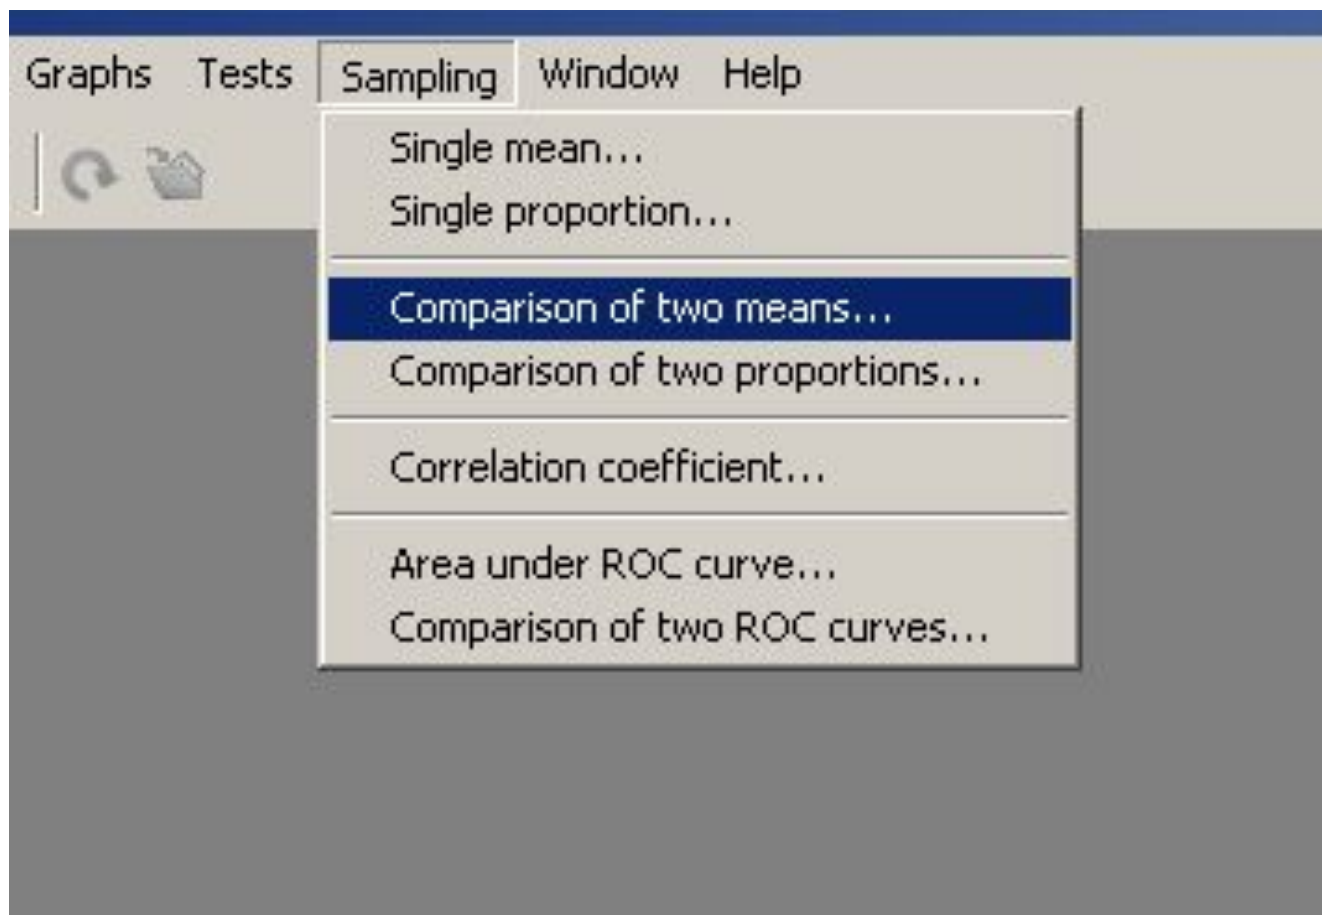 Graphs Tests Sampling Window Help
Single mean...
Single proportion...
Comparison of two means...
Comparison of two proportions...
Correlation coefficient...
Area under ROC curve...
Comparison of two ROC curves...